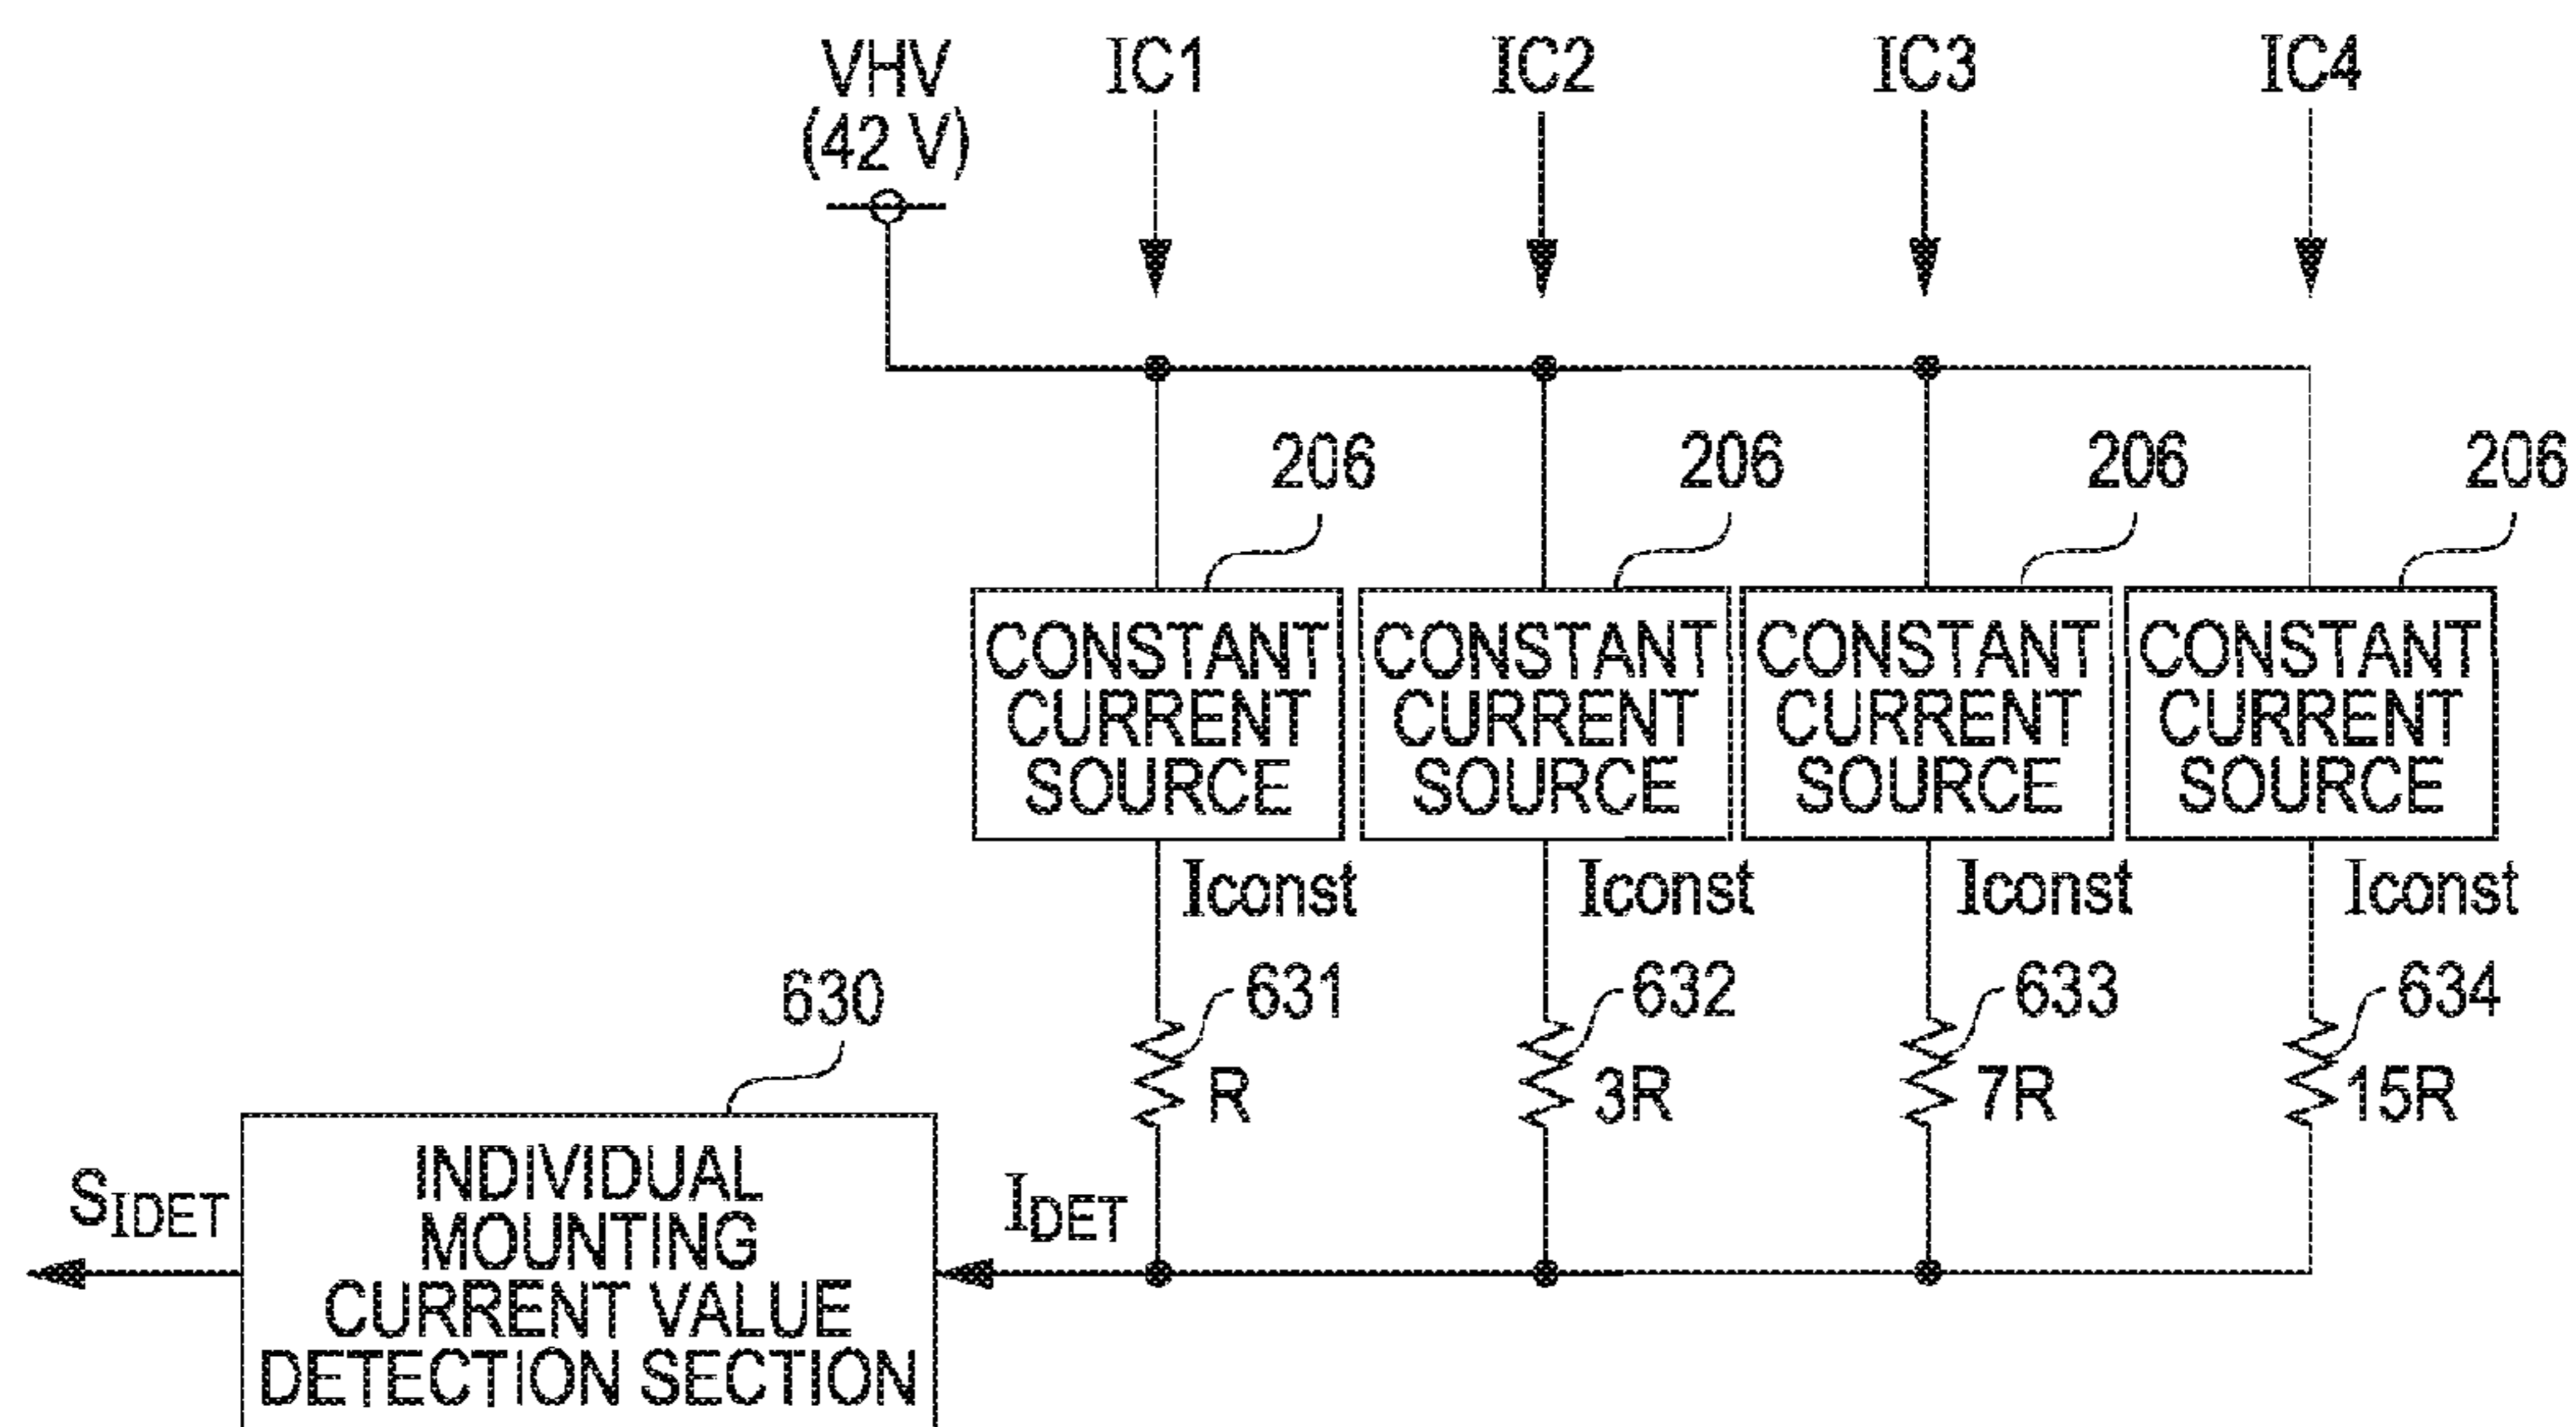 VHV
(42 V)
IC1
IC2
IC3
IC4
206
206
206
206
CONSTANT
CURRENT
SOURCE
CONSTANT
CURRENT
SOURCE
CONSTANT
CURRENT
SOURCE
CONSTANT
CURRENT
SOURCE
Iconst
Iconst
Iconst
Iconst
630
631
632
633
634
R
3R
7R
15R
SIDET
INDIVIDUAL
MOUNTING
CURRENT VALUE
DETECTION SECTION
IDET